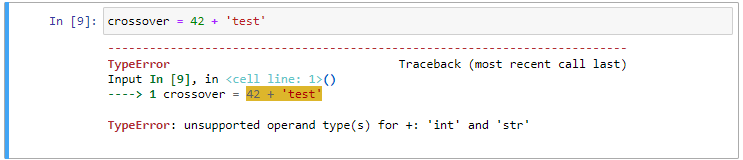 In [9]: crossover = 42 + 'test'
---------------------------------------------------------------------------
TypeError                                 Traceback (most recent call last)
Input In [9], in <cell line: 1>()
----> 1 crossover = 42 + 'test'
TypeError: unsupported operand type(s) for +: 'int' and 'str'